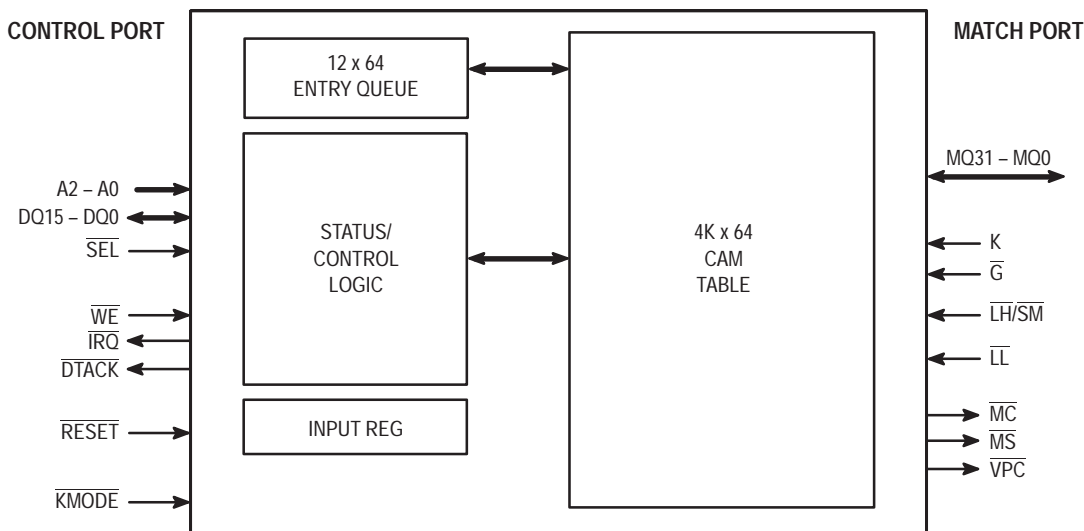 CONTROL PORT
MATCH PORT
12 x 64
ENTRY QUEUE
STATUS/
CONTROL
LOGIC
INPUT REG
4K x 64
CAM
TABLE
A2 – A0
DQ15 – DQ0
SEL
WE
IRQ
DTACK
RESET
KMODE
MQ31 – MQ0
K
G
LH/SM
LL
MC
MS
VPC